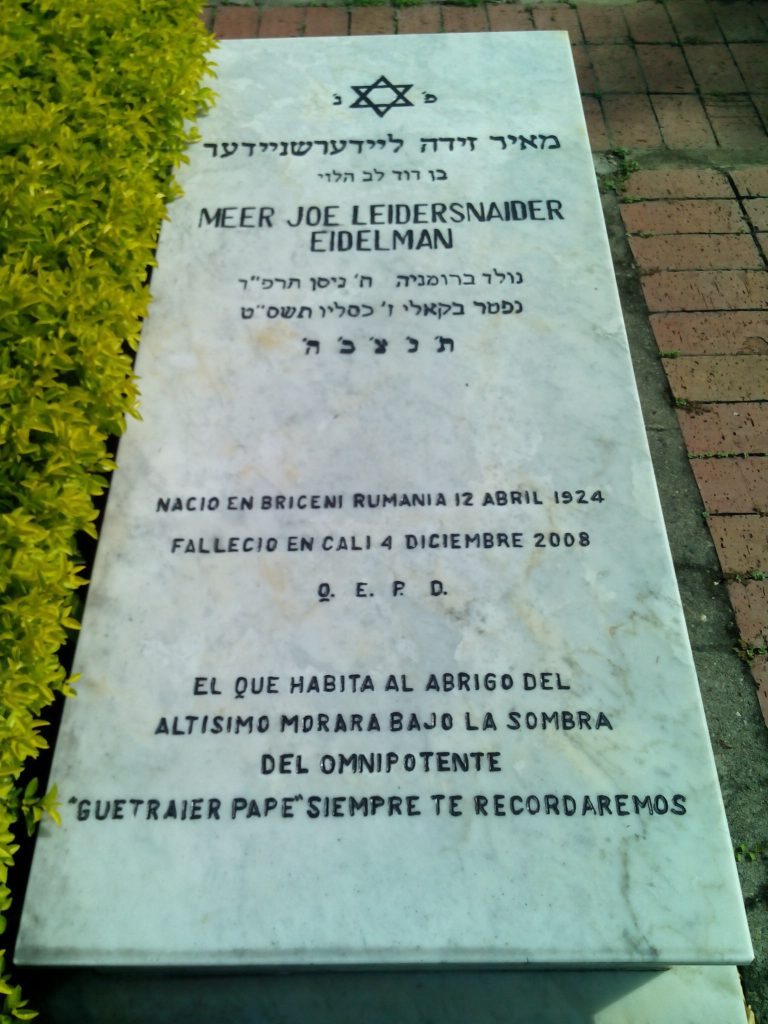 פ' נ'
מאיר זידה ליידערשניידער
בן דוד לב הלוי
MEER JOE LEIDERSNAIDER
EIDELMAN
נולד ברומניה ח' ניסן תרפ"ד
נפטר בקאלי ז' כסליו תשס"ט
ת' נ' צ' ב' ה'
NACIO EN BRICENI RUMANIA 12 ABRIL 1924
FALLECIO EN CALI 4 DICIEMBRE 2008
Q. E. P. D.
EL QUE HABITA AL ABRIGO DEL
ALTISIMO MORARA BAJO LA SOMBRA
DEL OMNIPOTENTE
"GUETRAIER PAPE" SIEMPRE TE RECORDAREMOS